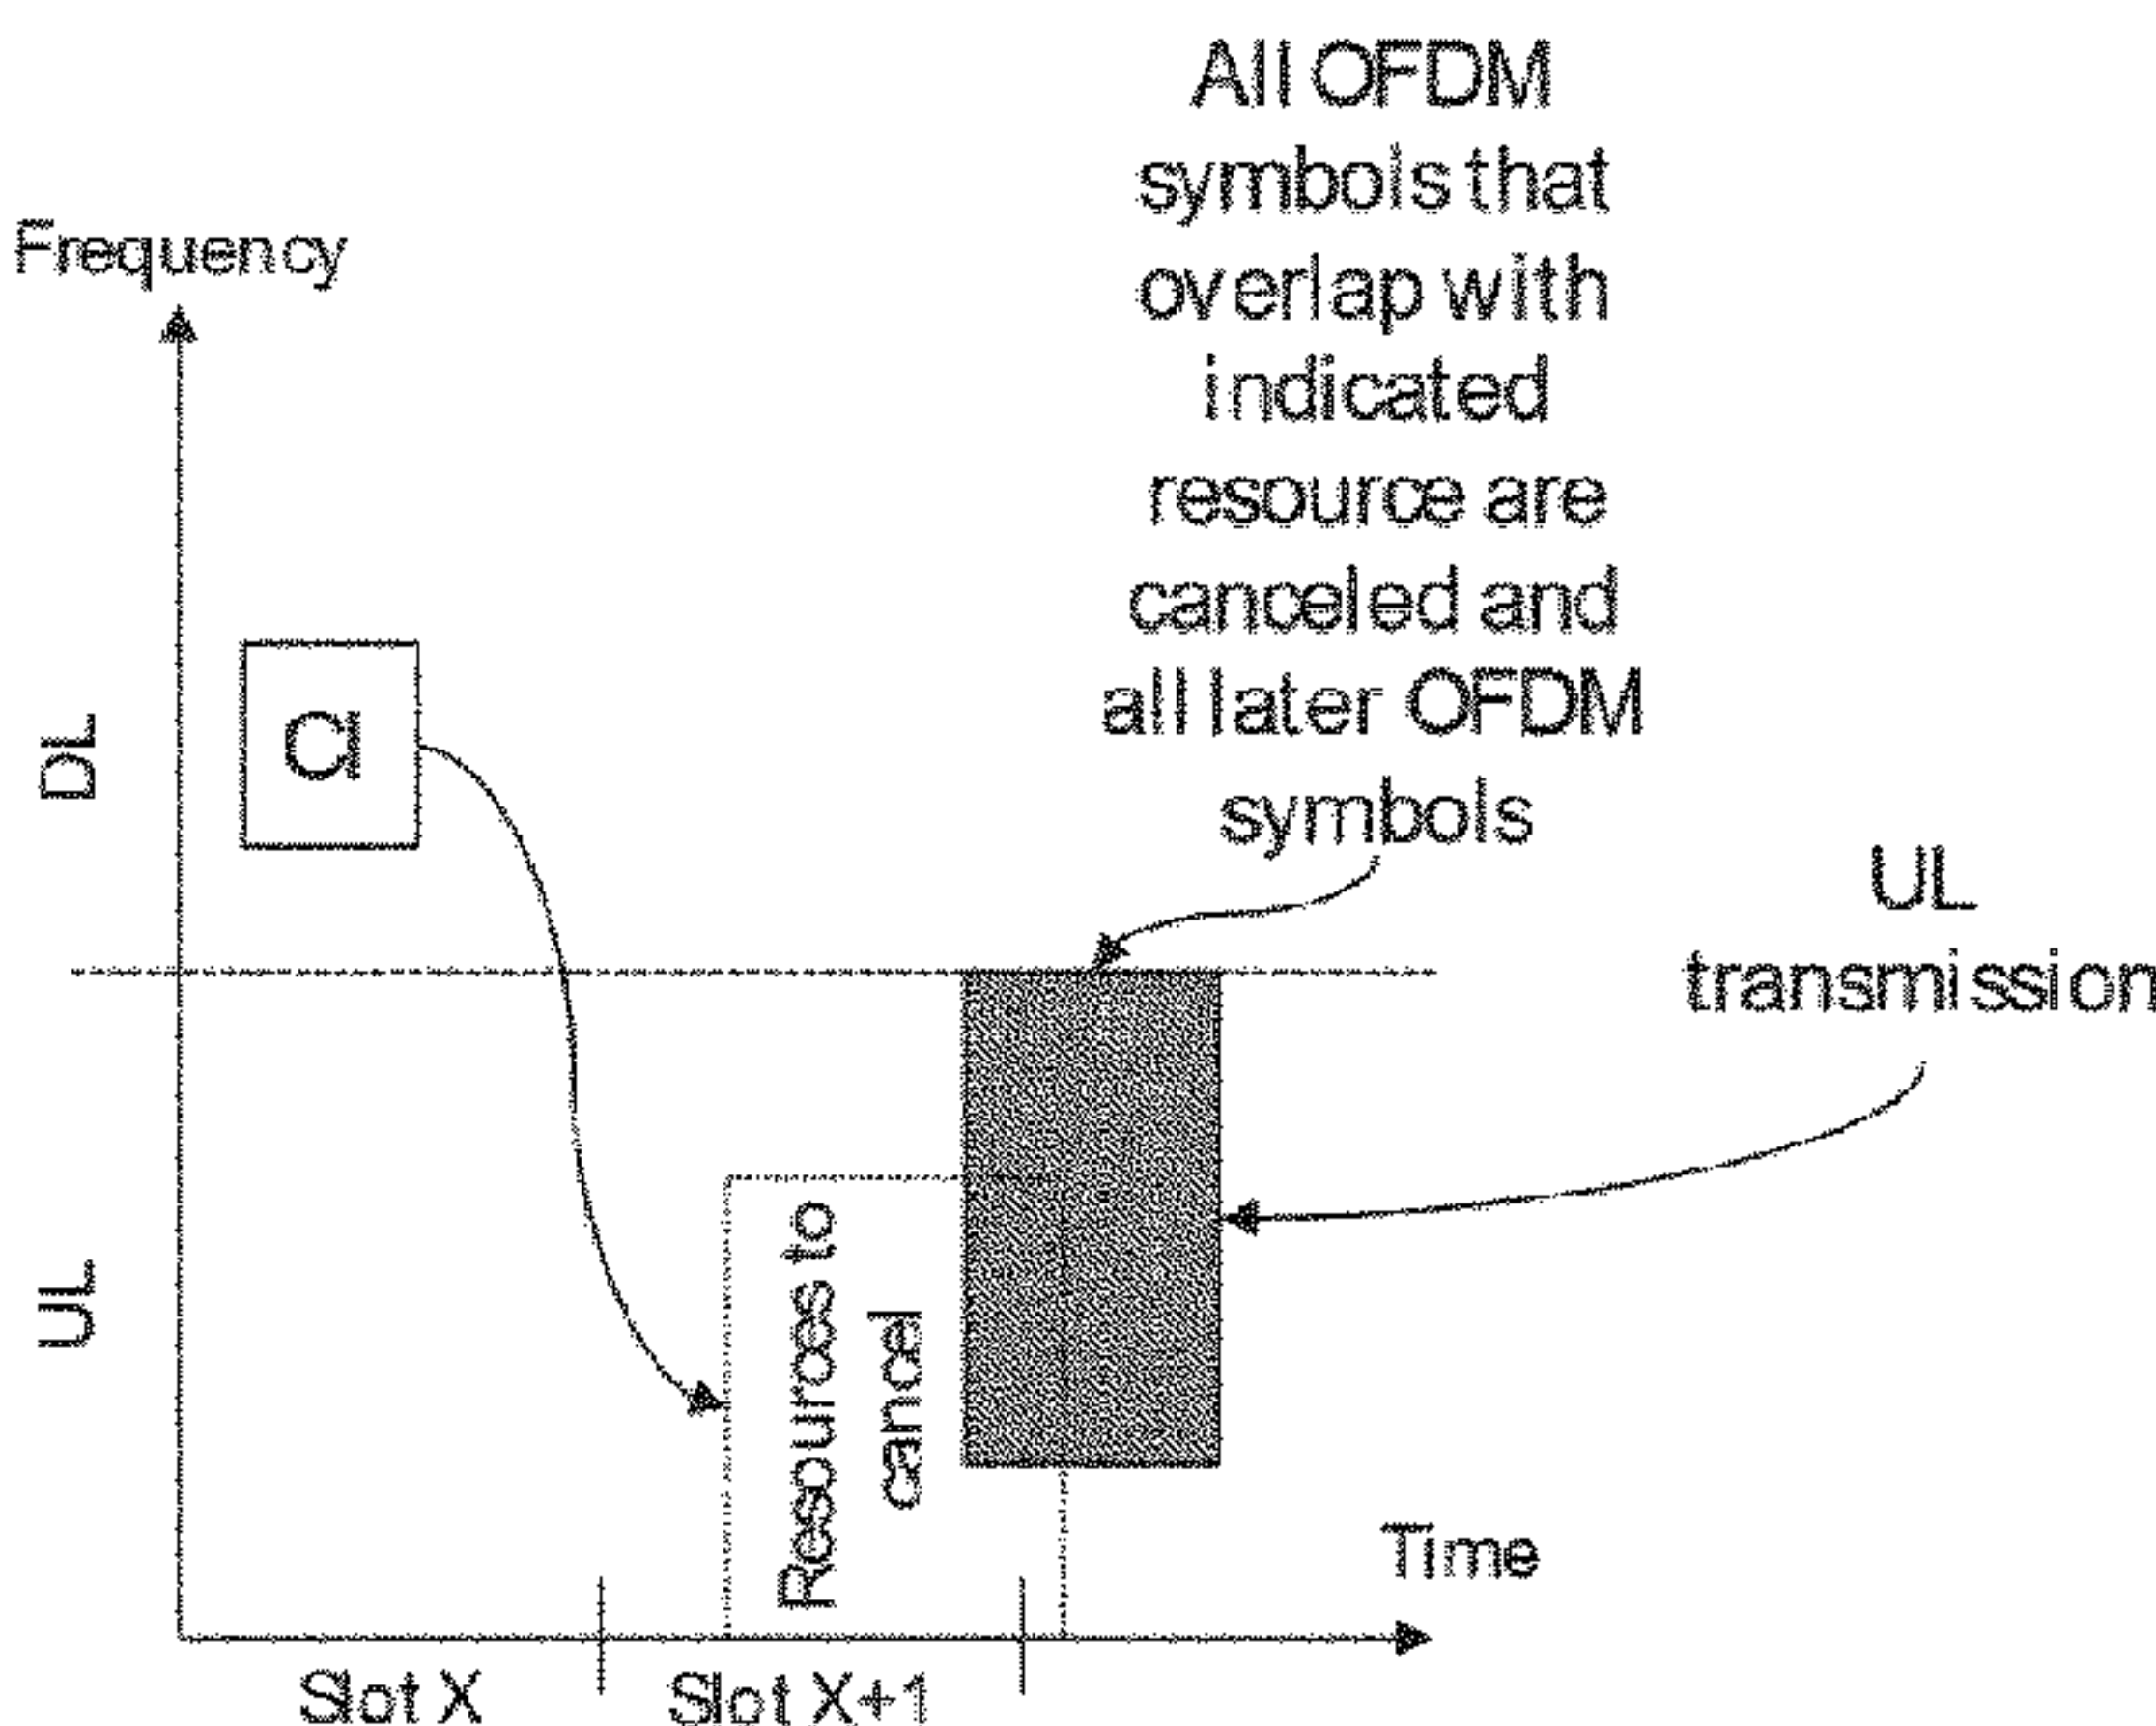 All OFDM
symbols that
overlap with
indicated
resource are
canceled and
all later OFDM
symbols
Frequency
DL
CI
UL
transmission
UL
Resources to
cancel
Time
Slot X
Slot X+1